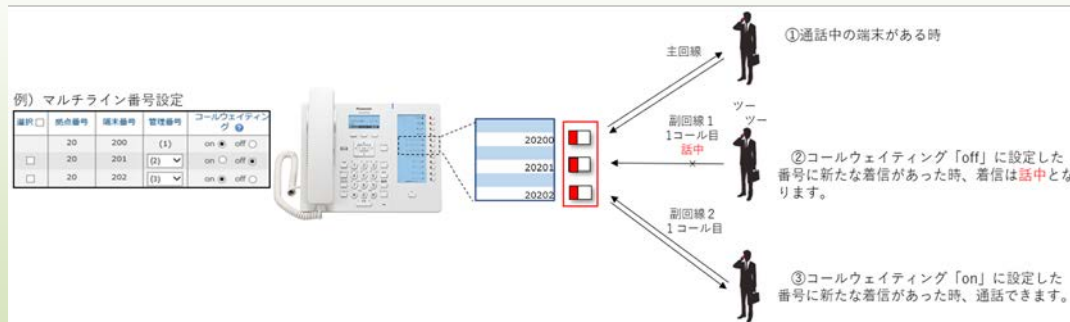 例）マルチライン番号設定
選択 拠点番号 端末番号 管理番号 コールウェイティング
20 200 (1) on off
20 201 (2) on off
20 202 (3) on off
Panasonic
20200
20201
20202
主回線
①通話中の端末がある時
ツー
ツー
副回線1
1コール目
話中
×
②コールウェイティング「off」に設定した
番号に新たな着信があった時、着信は話中とな
ります。
副回線2
1コール目
③コールウェイティング「on」に設定した
番号に新たな着信があった時、通話できます。